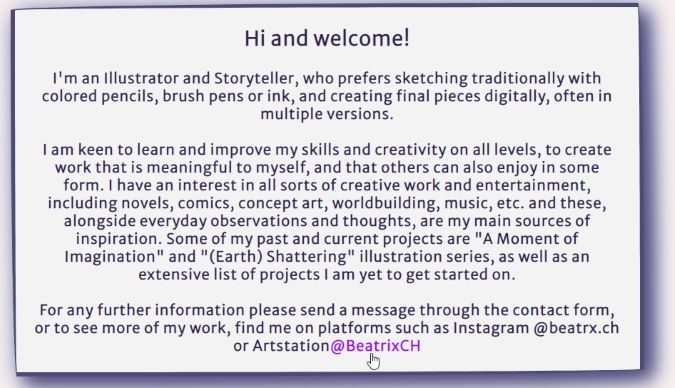 Hi and welcome!
I'm an Illustrator and Storyteller, who prefers sketching traditionally with
colored pencils, brush pens or ink, and creating final pieces digitally, often in
multiple versions.
I am keen to learn and improve my skills and creativity on all levels, to create
work that is meaningful to myself, and that others can also enjoy in some
form. I have an interest in all sorts of creative work and entertainment,
including novels, comics, concept art, worldbuilding, music, etc. and these,
alongside everyday observations and thoughts, are my main sources of
inspiration. Some of my past and current projects are "A Moment of
Imagination" and "(Earth) Shattering" illustration series, as well as an
extensive list of projects I am yet to get started on.
For any further information please send a message through the contact form,
or to see more of my work, find me on platforms such as Instagram @beatrx.ch
or Artstation@BeatrixCH